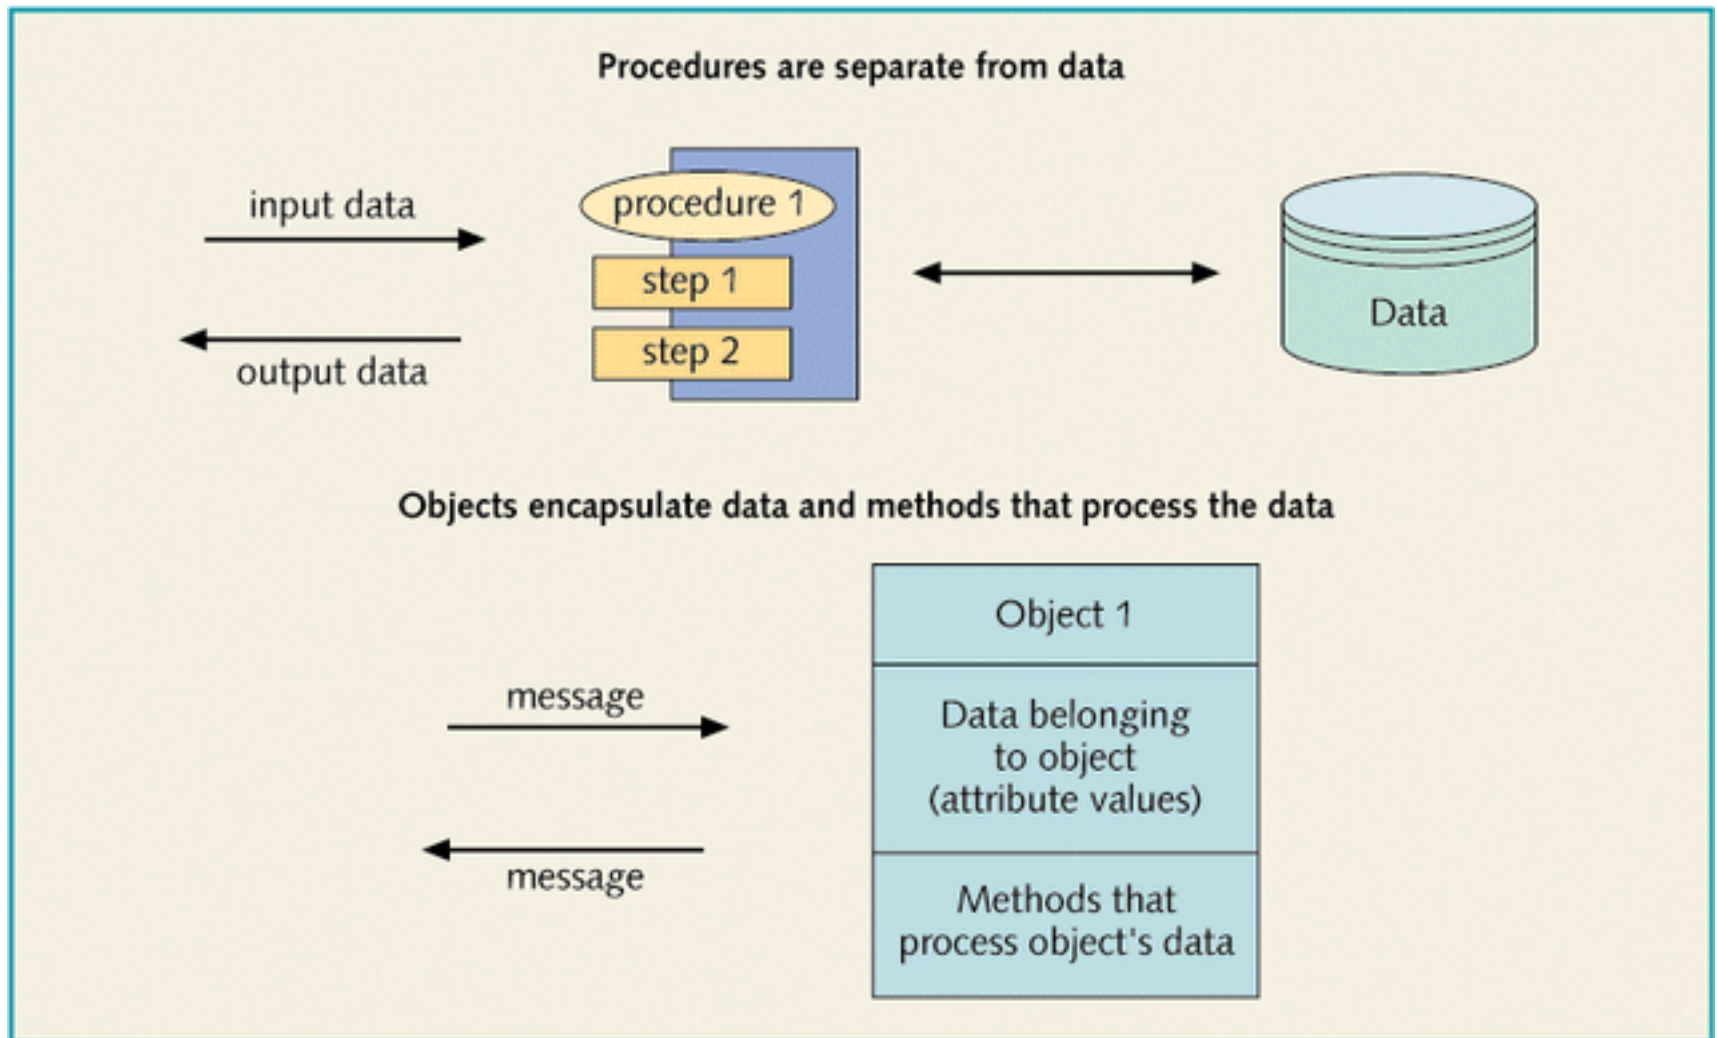 Procedures are separate from data
input data
output data
procedure 1
step 1
step 2
Data
Objects encapsulate data and methods that process the data
message
message
Object 1
Data belonging
to object
(attribute values)
Methods that
process object's data